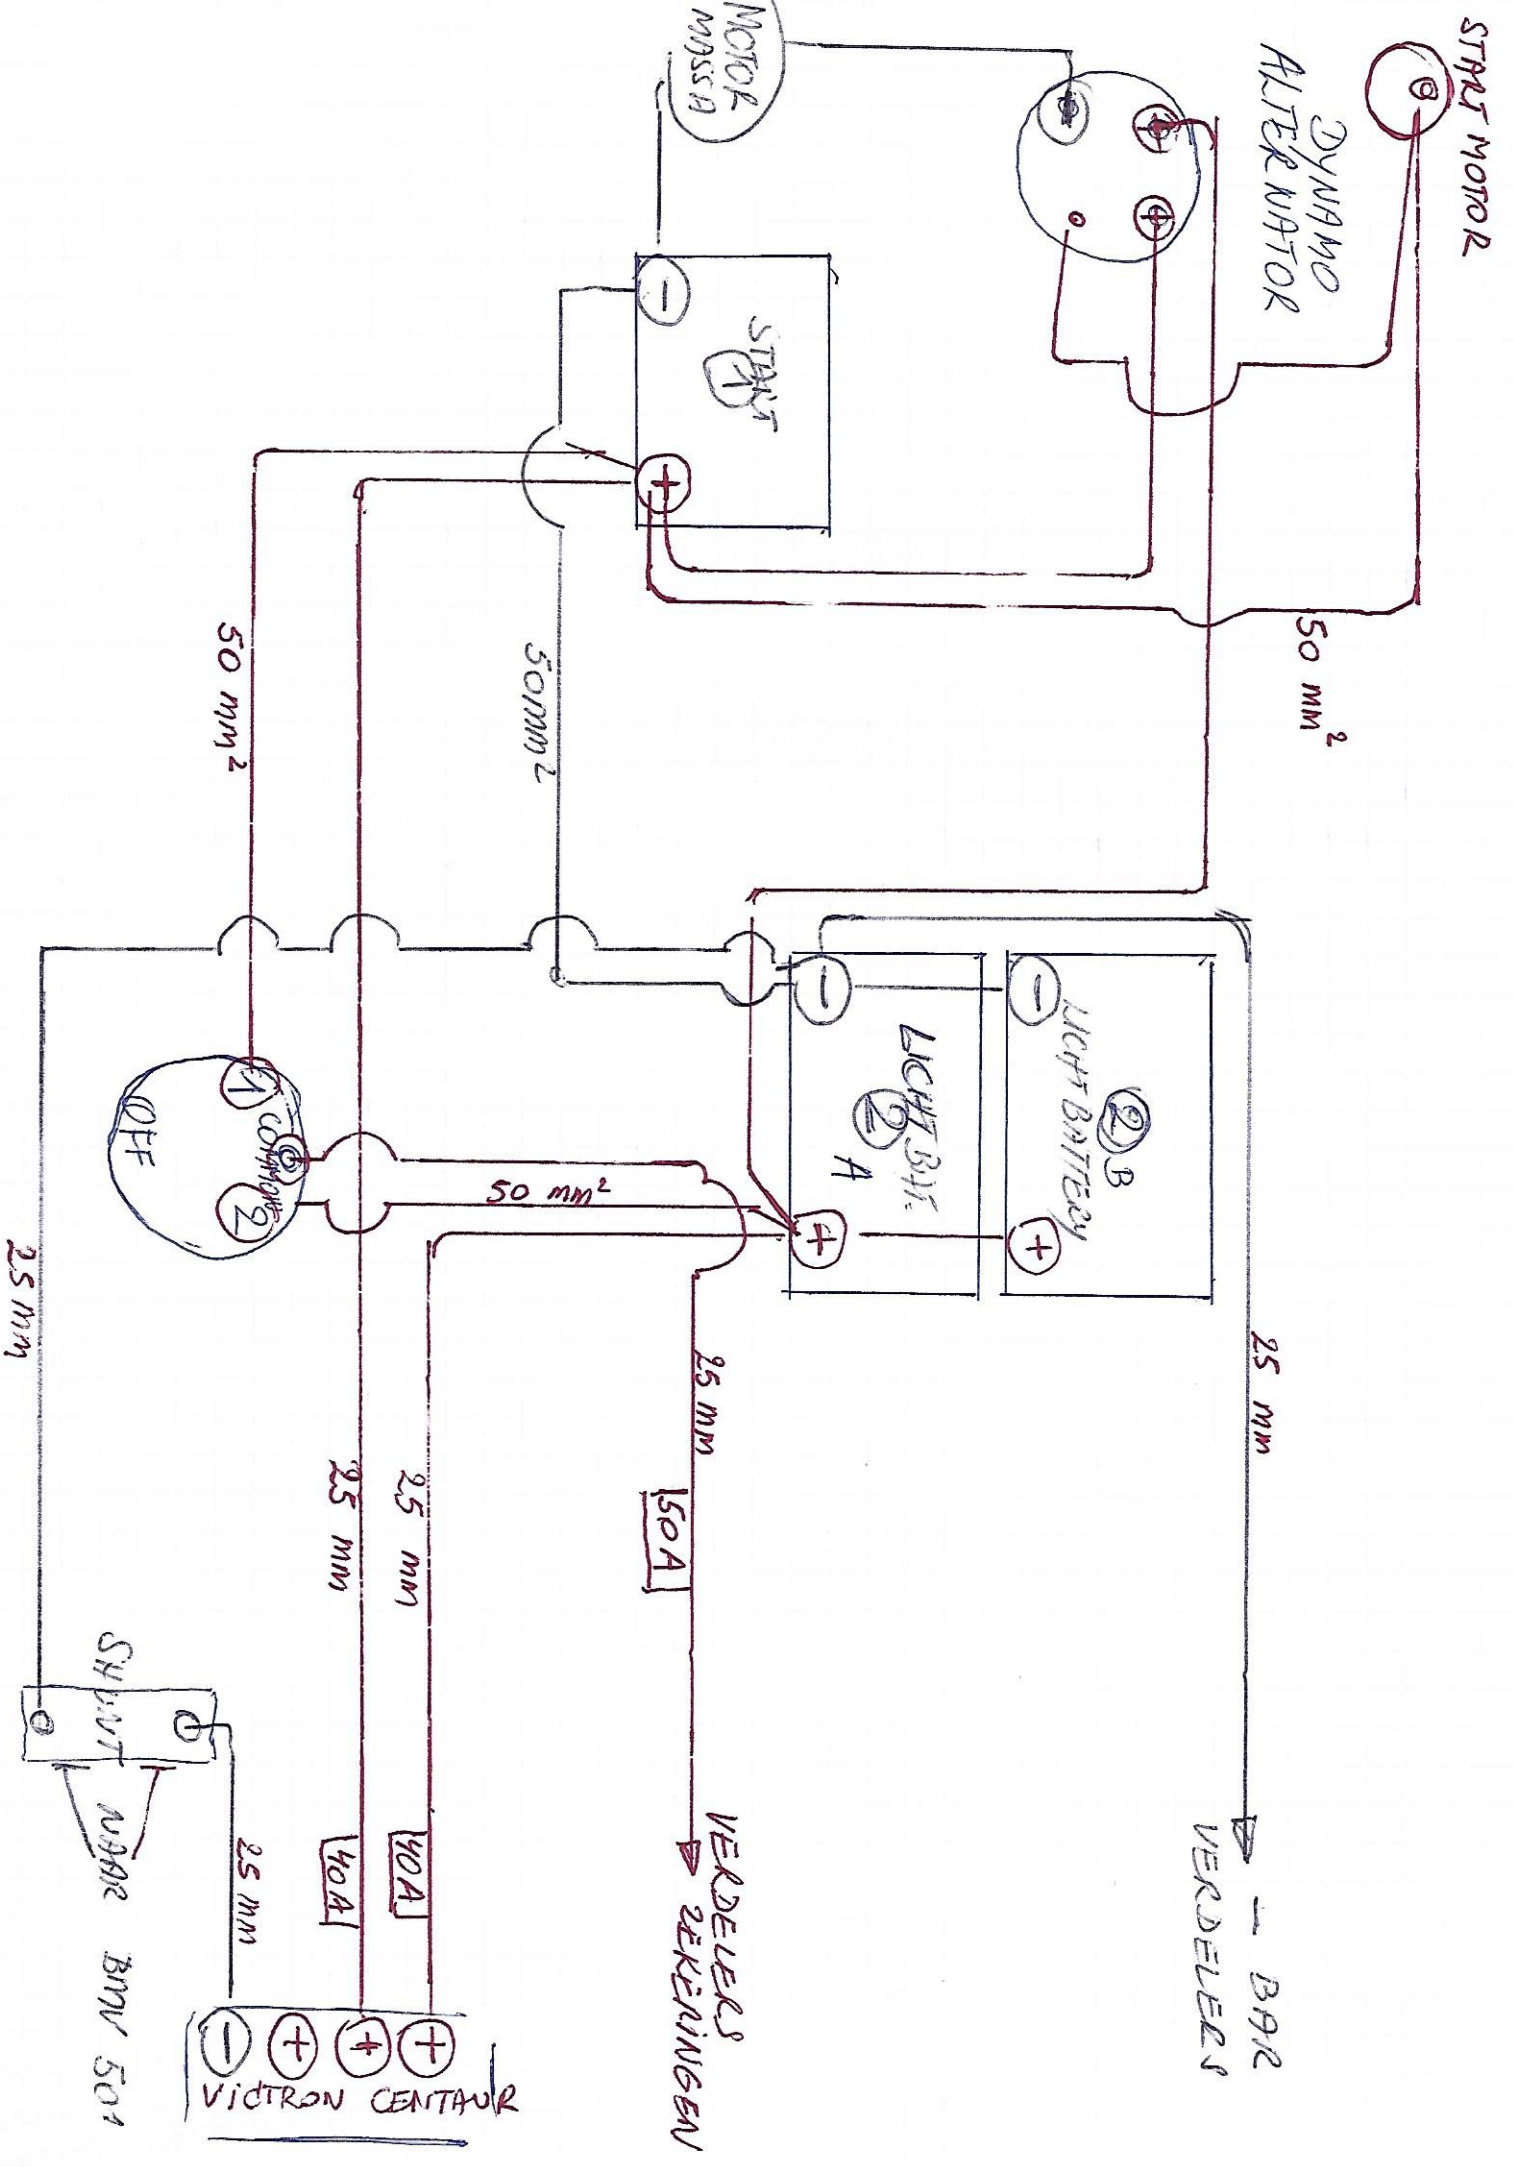 START MOTOR
DYNAMO
ALTERNATOR
MOTOR
MASSA
START
1
50 mm²
50 mm²
50mm²
LICHT BATTERY
2 B
LICHT BAT.
2
A
1
COMMON
2
OFF
50 mm²
25 mm
25 mm
50A
25 mm
25 mm
25 mm
40A
40A
25 mm
SHUNT NAAR BMV 501
- BAR
VERDELERS
VERDELERS
ZEKERINGEN
- + + +
VICTRON CENTAUR